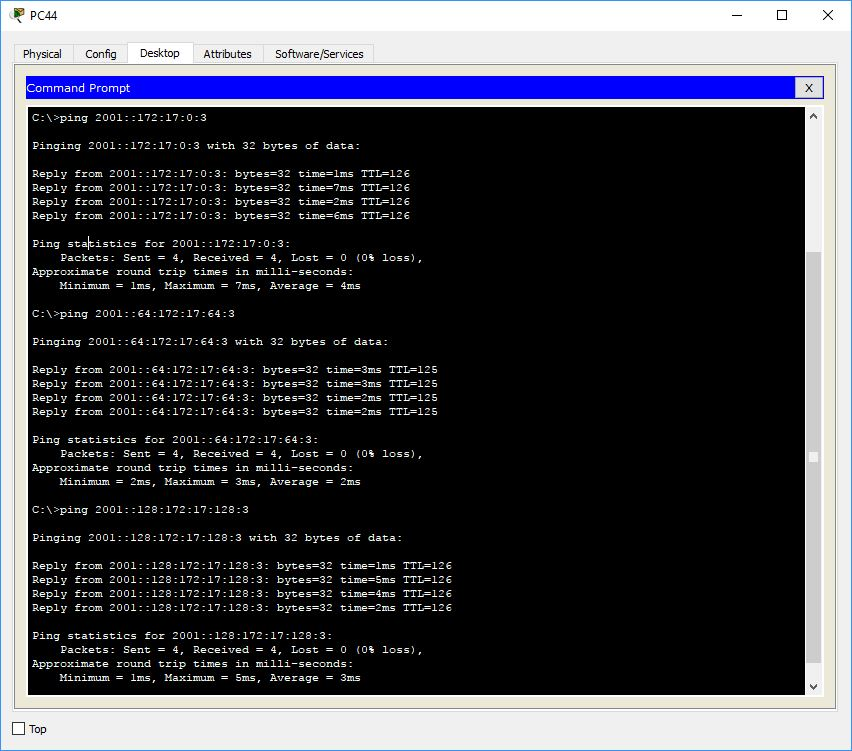 PC44
Physical Config Desktop Attributes Software/Services
Command Prompt X
C:\>ping 2001::172:17:0:3
Pinging 2001::172:17:0:3 with 32 bytes of data:
Reply from 2001::172:17:0:3: bytes=32 time=1ms TTL=126
Reply from 2001::172:17:0:3: bytes=32 time=7ms TTL=126
Reply from 2001::172:17:0:3: bytes=32 time=2ms TTL=126
Reply from 2001::172:17:0:3: bytes=32 time=6ms TTL=126
Ping statistics for 2001::172:17:0:3:
Packets: Sent = 4, Received = 4, Lost = 0 (0% loss),
Approximate round trip times in milli-seconds:
Minimum = 1ms, Maximum = 7ms, Average = 4ms
C:\>ping 2001::64:172:17:64:3
Pinging 2001::64:172:17:64:3 with 32 bytes of data:
Reply from 2001::64:172:17:64:3: bytes=32 time=3ms TTL=125
Reply from 2001::64:172:17:64:3: bytes=32 time=3ms TTL=125
Reply from 2001::64:172:17:64:3: bytes=32 time=2ms TTL=125
Reply from 2001::64:172:17:64:3: bytes=32 time=2ms TTL=125
Ping statistics for 2001::64:172:17:64:3:
Packets: Sent = 4, Received = 4, Lost = 0 (0% loss),
Approximate round trip times in milli-seconds:
Minimum = 2ms, Maximum = 3ms, Average = 2ms
C:\>ping 2001::128:172:17:128:3
Pinging 2001::128:172:17:128:3 with 32 bytes of data:
Reply from 2001::128:172:17:128:3: bytes=32 time=1ms TTL=126
Reply from 2001::128:172:17:128:3: bytes=32 time=5ms TTL=126
Reply from 2001::128:172:17:128:3: bytes=32 time=4ms TTL=126
Reply from 2001::128:172:17:128:3: bytes=32 time=2ms TTL=126
Ping statistics for 2001::128:172:17:128:3:
Packets: Sent = 4, Received = 4, Lost = 0 (0% loss),
Approximate round trip times in milli-seconds:
Minimum = 1ms, Maximum = 5ms, Average = 3ms
Top